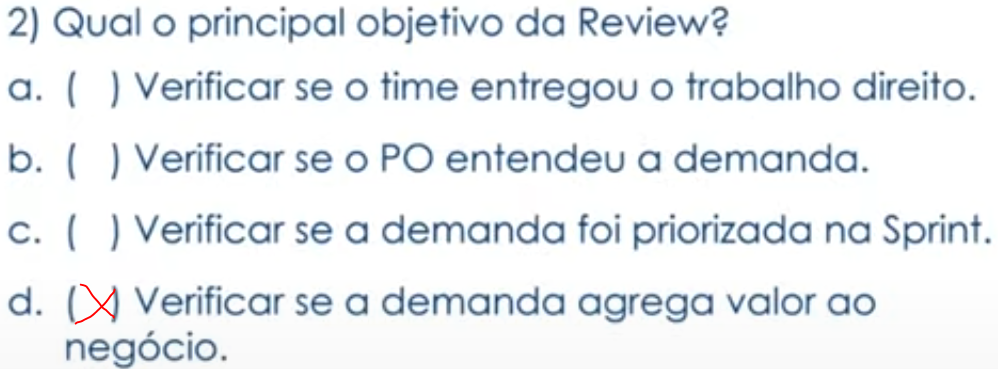 2) Qual o principal objetivo da Review?
a. ( ) Verificar se o time entregou o trabalho direito.
b. ( ) Verificar se o PO entendeu a demanda.
c. ( ) Verificar se a demanda foi priorizada na Sprint.
d. (X) Verificar se a demanda agrega valor ao
negócio.